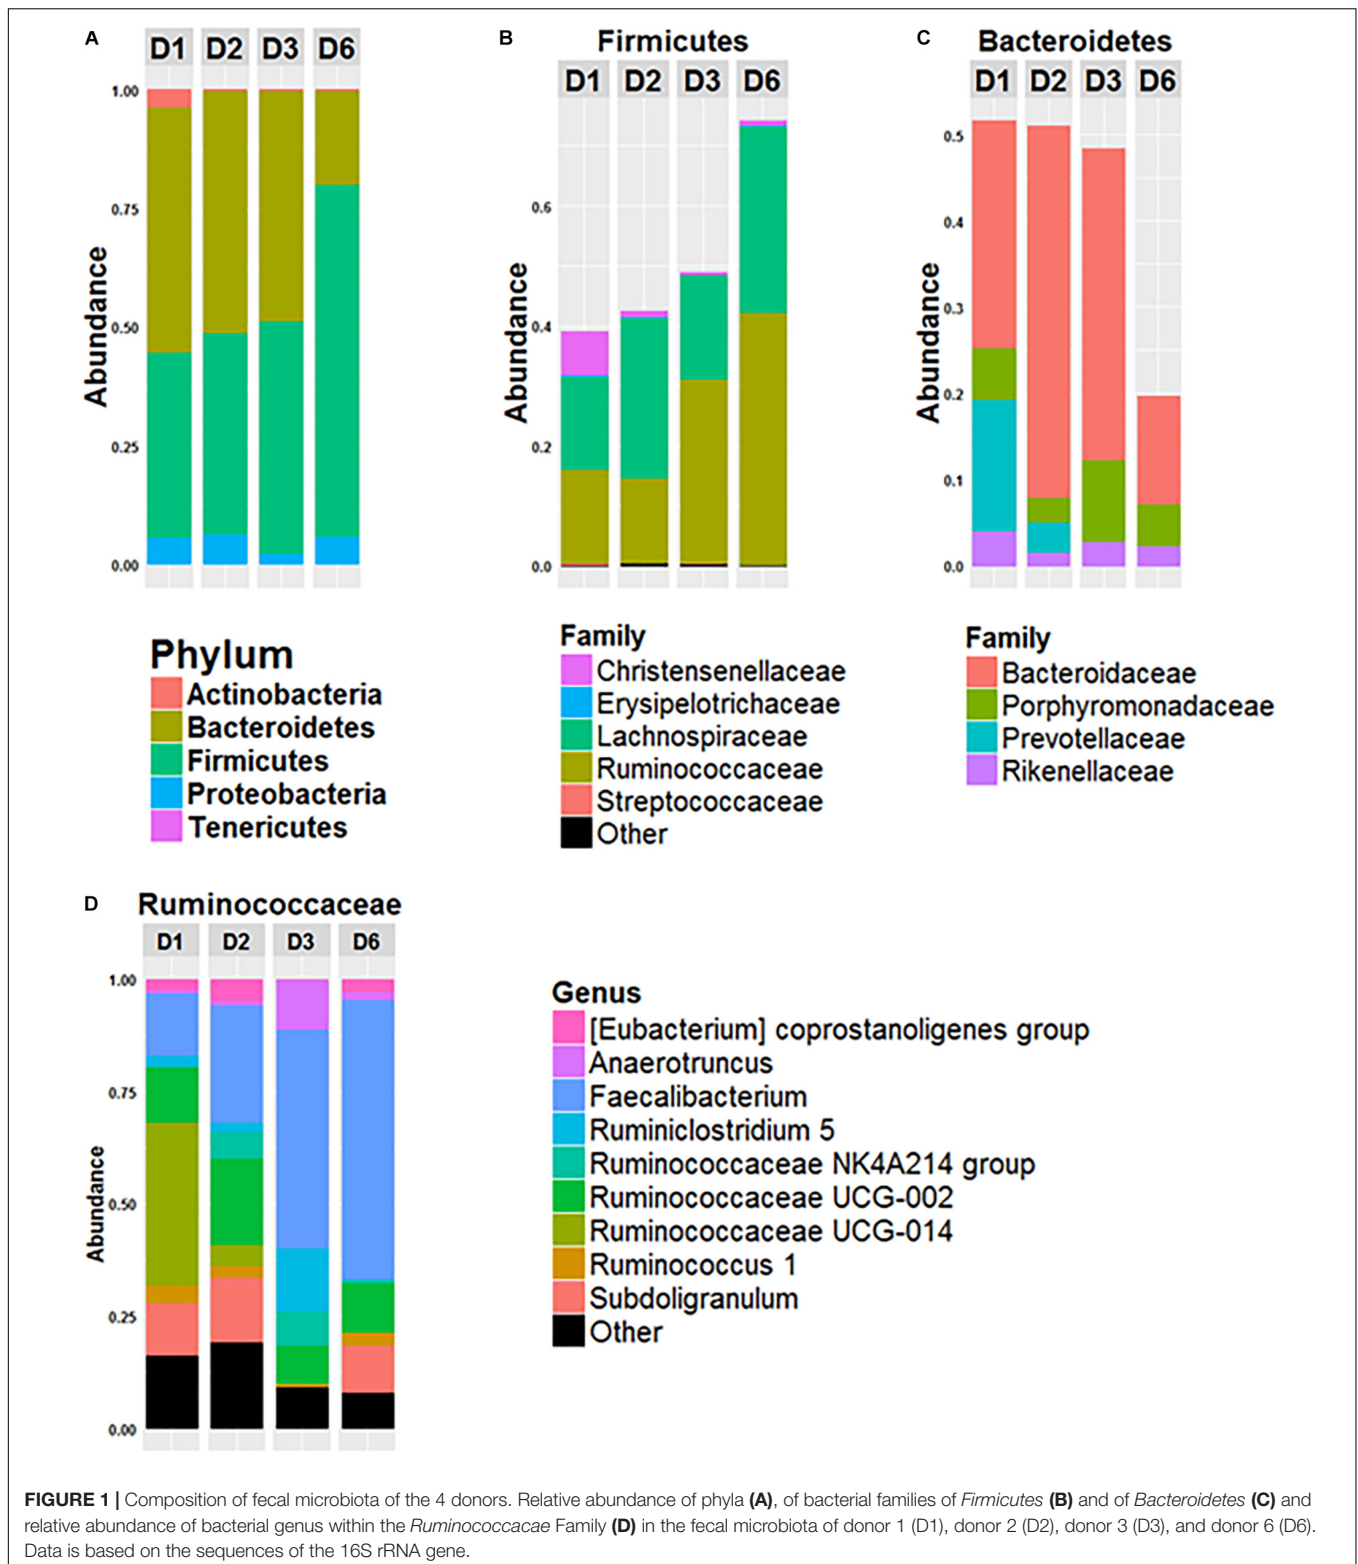 A
D1 D2 D3 D6
1.00
0.75
0.50
0.25
0.00
Abundance
Phylum
Actinobacteria
Bacteroidetes
Firmicutes
Proteobacteria
Tenericutes
B
Firmicutes
D1 D2 D3 D6
0.6
0.4
0.2
0.0
Abundance
Family
Christensenellaceae
Erysipelotrichaceae
Lachnospiraceae
Ruminococcaceae
Streptococcaceae
Other
C
Bacteroidetes
D1 D2 D3 D6
0.5
0.4
0.3
0.2
0.1
0.0
Abundance
Family
Bacteroidaceae
Porphyromonadaceae
Prevotellaceae
Rikenellaceae
D
Ruminococcaceae
D1 D2 D3 D6
1.00
0.75
0.50
0.25
0.00
Abundance
Genus
[Eubacterium] coprostanoligenes group
Anaerotruncus
Faecalibacterium
Ruminiclostridium 5
Ruminococcaceae NK4A214 group
Ruminococcaceae UCG-002
Ruminococcaceae UCG-014
Ruminococcus 1
Subdoligranulum
Other
FIGURE 1 | Composition of fecal microbiota of the 4 donors. Relative abundance of phyla (A), of bacterial families of Firmicutes (B) and of Bacteroidetes (C) and
relative abundance of bacterial genus within the Ruminococcacae Family (D) in the fecal microbiota of donor 1 (D1), donor 2 (D2), donor 3 (D3), and donor 6 (D6).
Data is based on the sequences of the 16S rRNA gene.